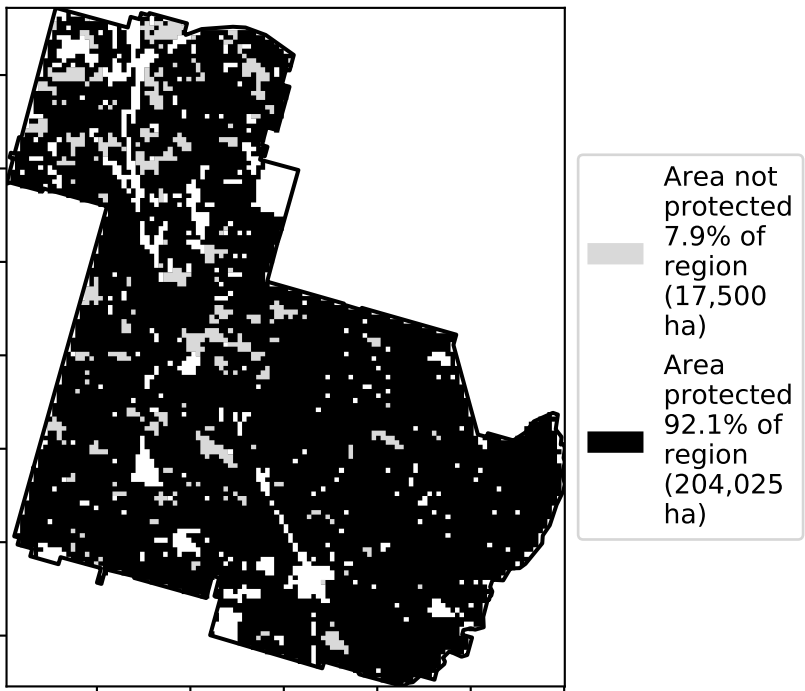 Area not
protected
7.9% of
region
(17,500
ha)
Area
protected
92.1% of
region
(204,025
ha)